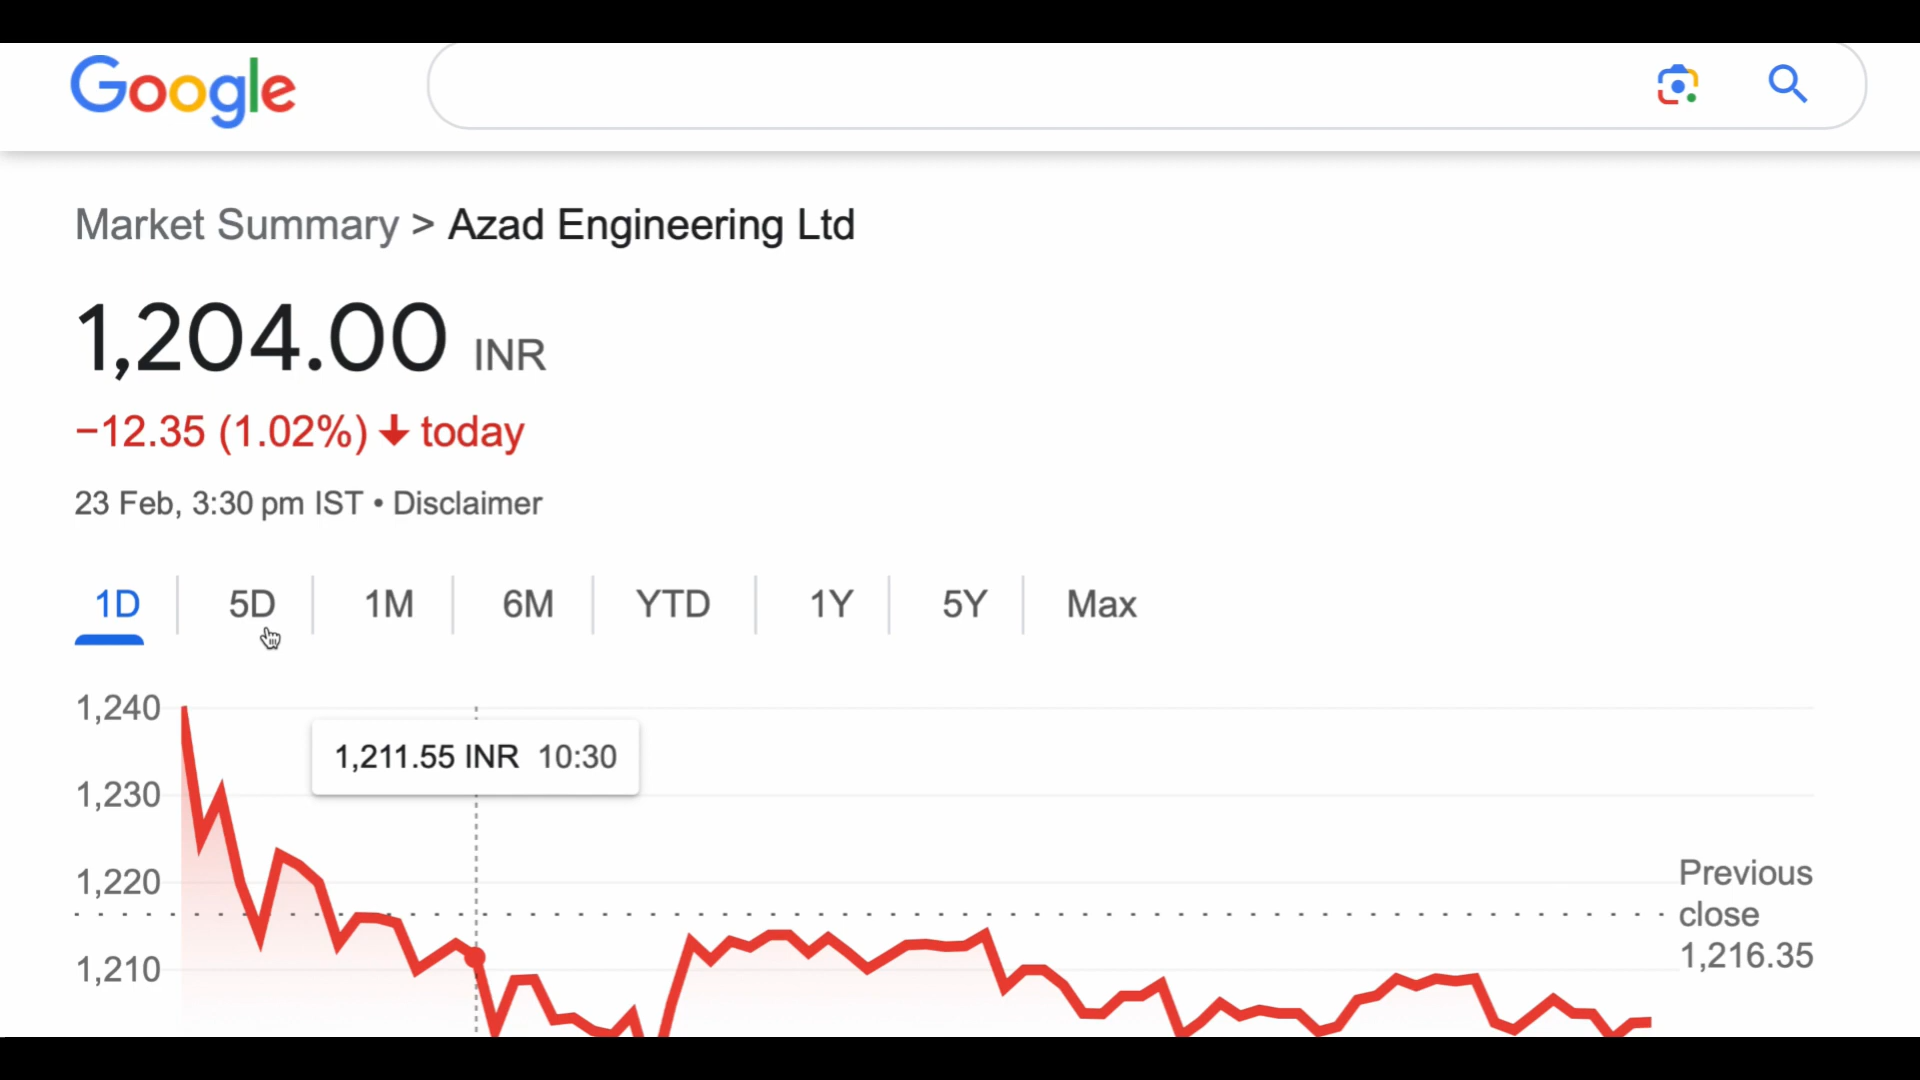 Google
Market Summary > Azad Engineering Ltd
1,204.00 INR
−12.35 (1.02%) ↓ today
23 Feb, 3:30 pm IST • Disclaimer
1D 5D 1M 6M YTD 1Y 5Y Max
1,240
1,211.55 INR 10:30
1,230
1,220
Previous
close
1,216.35
1,210